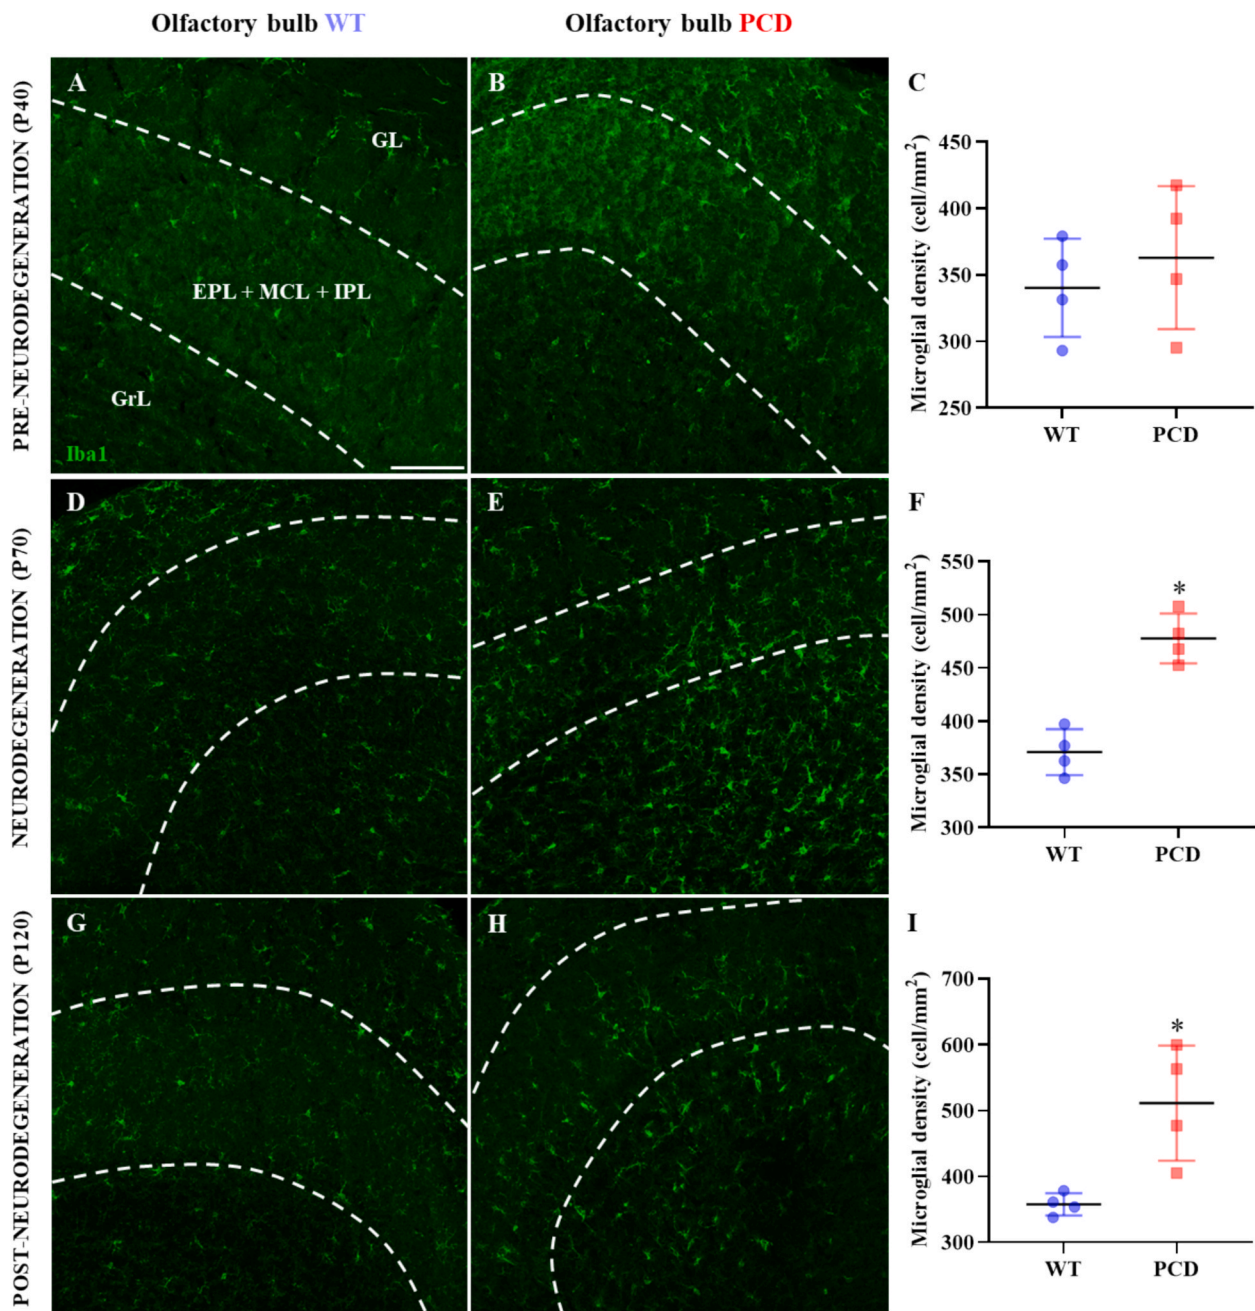 Olfactory bulb WT
Olfactory bulb PCD
PRE-NEURODEGENERATION (P40)
A
GL
EPL + MCL + IPL
GrL
Iba1
B
C
Microglial density (cell/mm²)
450
400
350
300
250
WT
PCD
NEURODEGENERATION (P70)
D
E
F
Microglial density (cell/mm²)
550
500
450
400
350
300
*
WT
PCD
POST-NEURODEGENERATION (P120)
G
H
I
Microglial density (cell/mm²)
700
600
500
400
300
*
WT
PCD